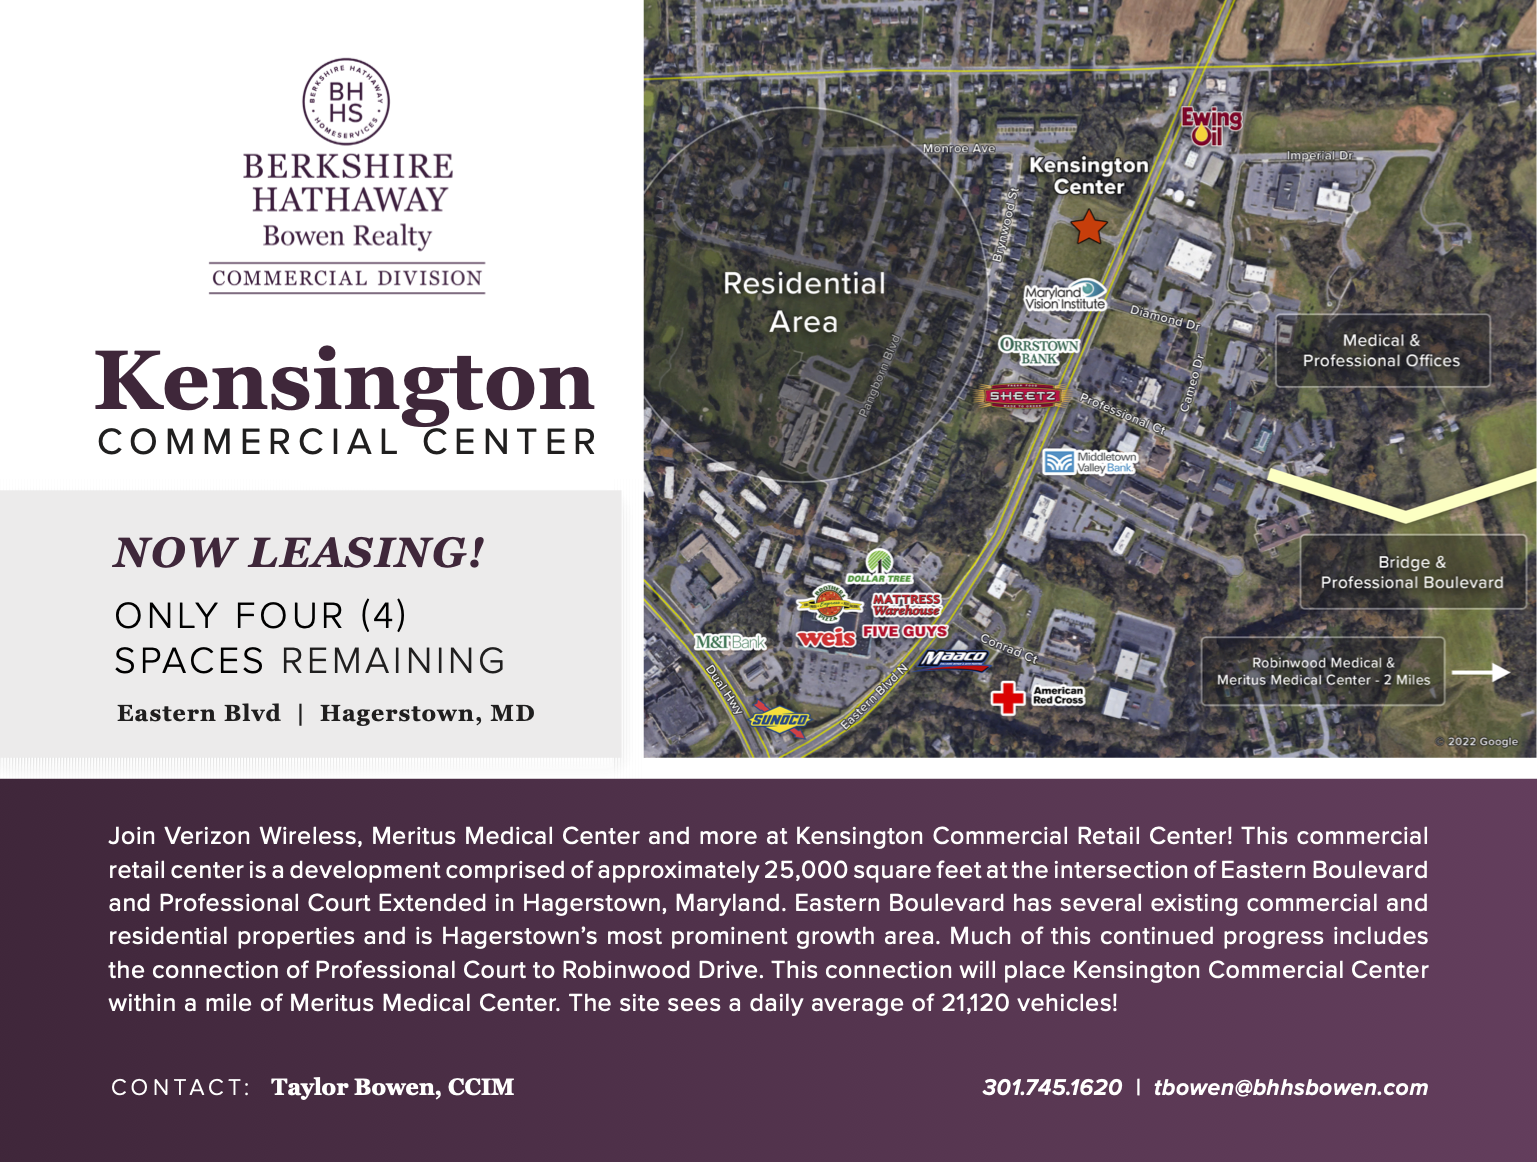 BERKSHIRE HATHAWAY
HOMESERVICES
BH
HS
BERKSHIRE
HATHAWAY
Bowen Realty
COMMERCIAL DIVISION
Kensington
COMMERCIAL CENTER
NOW LEASING!
ONLY FOUR (4)
SPACES REMAINING
Eastern Blvd | Hagerstown, MD
Ewing
Oil
Monroe Ave
Imperial Dr
Kensington
Center
Brynwood St
Residential
Area
Maryland
Vision Institute
Diamond Dr
Medical &
Professional Offices
ORRSTOWN
BANK
Pangborn Blvd
Cameo Dr
SHEETZ
Professional Ct
Middletown
Valley Bank
Bridge &
Professional Boulevard
DOLLAR TREE
BROTHERS
PIZZA
MATTRESS
Warehouse
M&T Bank
weis
FIVE GUYS
Conrad Ct
Maaco
Robinwood Medical &
Meritus Medical Center - 2 Miles
Dual Hwy
Eastern Blvd N
American
Red Cross
SUNOCO
© 2022 Google
Join Verizon Wireless, Meritus Medical Center and more at Kensington Commercial Retail Center! This commercial
retail center is a development comprised of approximately 25,000 square feet at the intersection of Eastern Boulevard
and Professional Court Extended in Hagerstown, Maryland. Eastern Boulevard has several existing commercial and
residential properties and is Hagerstown's most prominent growth area. Much of this continued progress includes
the connection of Professional Court to Robinwood Drive. This connection will place Kensington Commercial Center
within a mile of Meritus Medical Center. The site sees a daily average of 21,120 vehicles!
CONTACT: Taylor Bowen, CCIM
301.745.1620 | tbowen@bhhsbowen.com